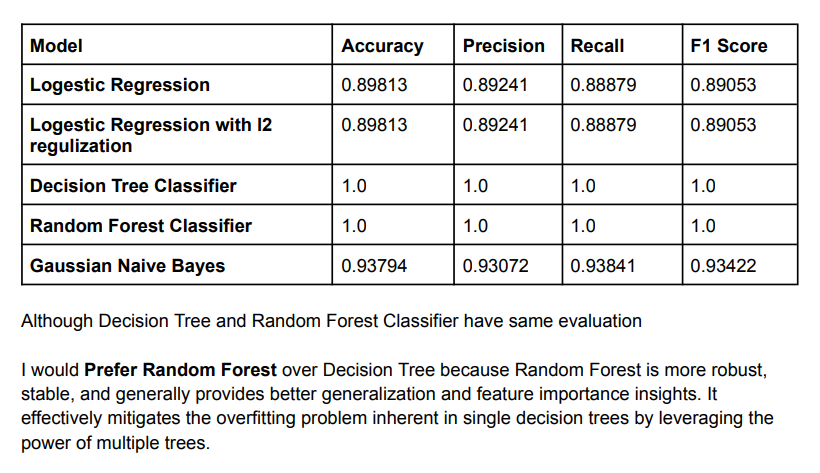 Model Accuracy Precision Recall F1 Score
Logestic Regression 0.89813 0.89241 0.88879 0.89053
Logestic Regression with l2 0.89813 0.89241 0.88879 0.89053
regulization
Decision Tree Classifier 1.0 1.0 1.0 1.0
Random Forest Classifier 1.0 1.0 1.0 1.0
Gaussian Naive Bayes 0.93794 0.93072 0.93841 0.93422
Although Decision Tree and Random Forest Classifier have same evaluation
I would Prefer Random Forest over Decision Tree because Random Forest is more robust,
stable, and generally provides better generalization and feature importance insights. It
effectively mitigates the overfitting problem inherent in single decision trees by leveraging the
power of multiple trees.